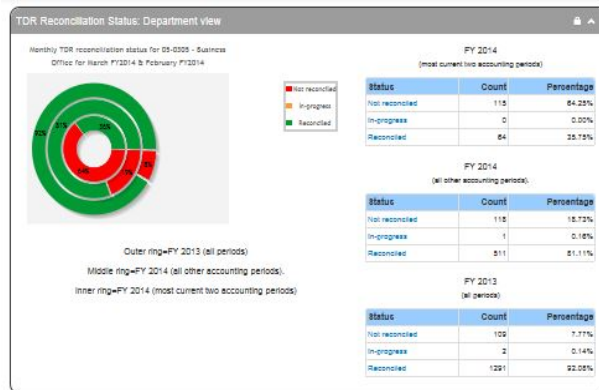 TDR Reconciliation Status: Department view
Monthly TDR reconciliation status for 05-0305 - Business
Office for March FY2014 & February FY2014
92%
81%
Not reconciled
In-progress
Reconciled
Outer ring=FY 2013 (all periods)
Middle ring=FY 2014 (all other accounting periods).
Inner ring=FY 2014 (most current two accounting periods)
FY 2014
(most current two accounting periods)
Status Count Percentage
Not reconciled 115 64.25%
In-progress 0 0.00%
Reconciled 64 35.75%
FY 2014
(all other accounting periods).
Status Count Percentage
Not reconciled 118 18.73%
In-progress 1 0.16%
Reconciled 511 81.11%
FY 2013
(all periods)
Status Count Percentage
Not reconciled 109 7.77%
In-progress 2 0.14%
Reconciled 1291 92.08%